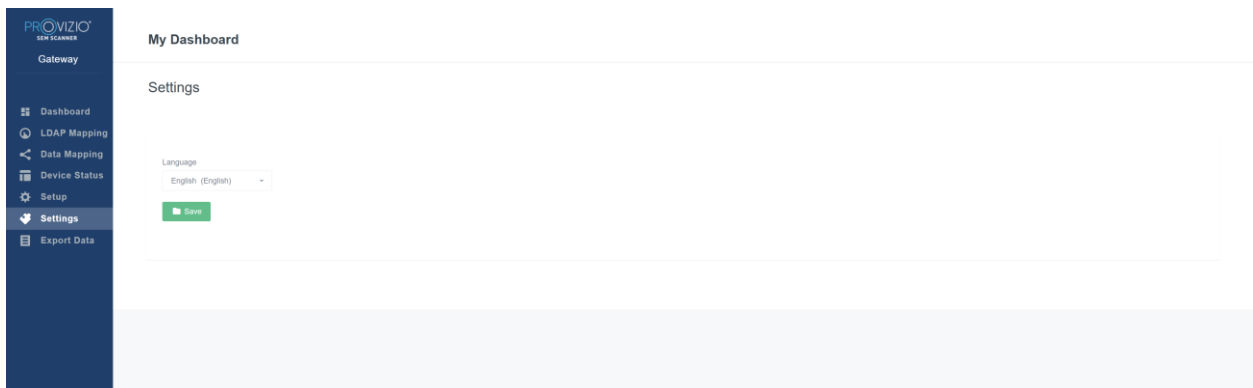 PROVIZIO®
SEM SCANNER
Gateway
Dashboard
LDAP Mapping
Data Mapping
Device Status
Setup
Settings
Export Data
My Dashboard
Settings
Language
English (English)
Save